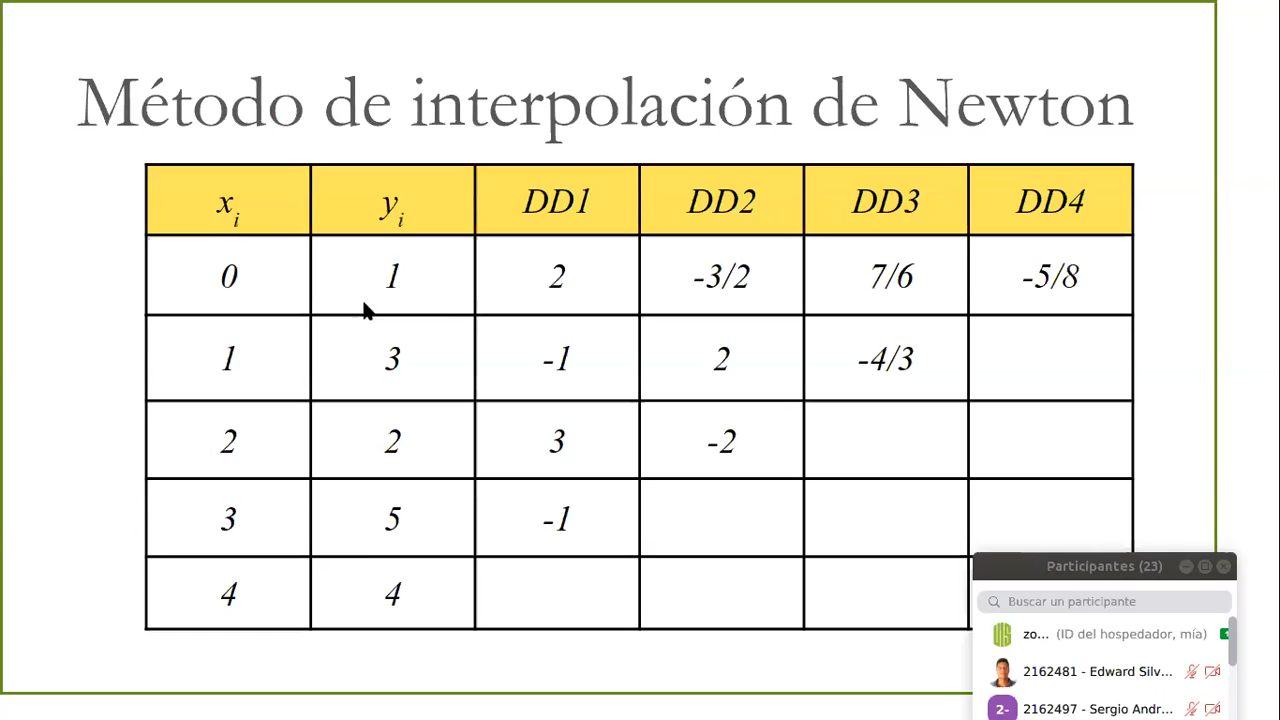 Método de interpolación de Newton
xi yi DD1 DD2 DD3 DD4
0 1 2 -3/2 7/6 -5/8
1 3 -1 2 -4/3
2 2 3 -2
3 5 -1
4 4
Participantes (23)
Buscar un participante
zo... (ID del hospedador, mía)
2162481 - Edward Silv...
2- 2162497 - Sergio Andr...